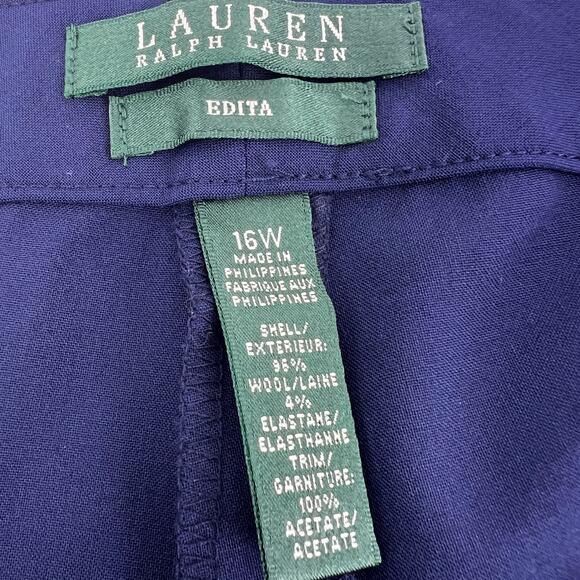 LAUREN
RALPH LAUREN
EDITA
16W
MADE IN
PHILIPPINES
FABRIQUE AUX
PHILIPPINES
SHELL/
EXTERIEUR:
96%
WOOL/LAINE
4%
ELASTANE/
ELASTHANNE
TRIM/
GARNITURE:
100%
ACETATE/
ACETATE